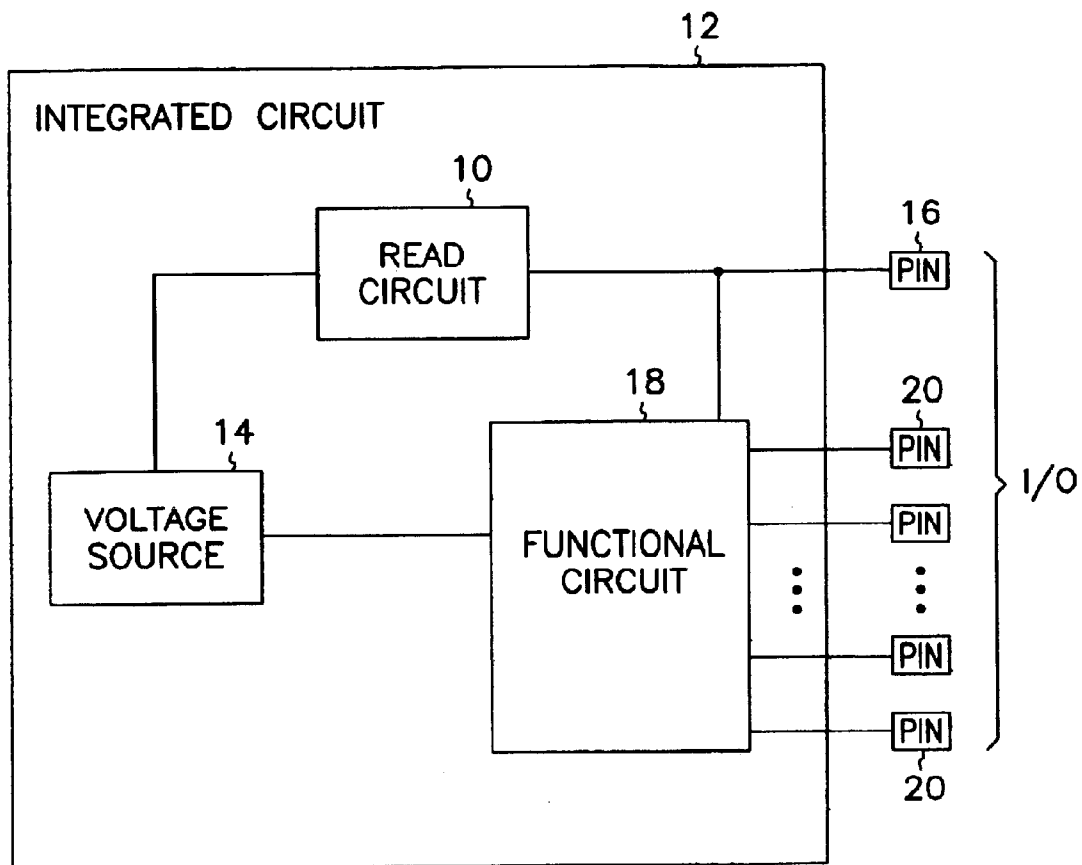 12
INTEGRATED CIRCUIT
10
READ
CIRCUIT
16
PIN
18
20
PIN
14
VOLTAGE
SOURCE
FUNCTIONAL
CIRCUIT
PIN
I/O
PIN
PIN
20